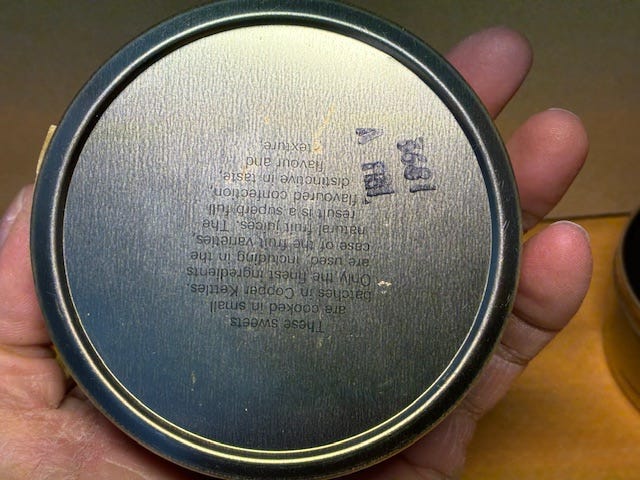 These sweets
are cooked in small
batches in Copper Kettles.
Only the finest ingredients
are used, including in the
case of the fruit varieties,
natural fruit juices. The
result is a superb full
flavoured confection,
distinctive in taste,
flavour and
texture.